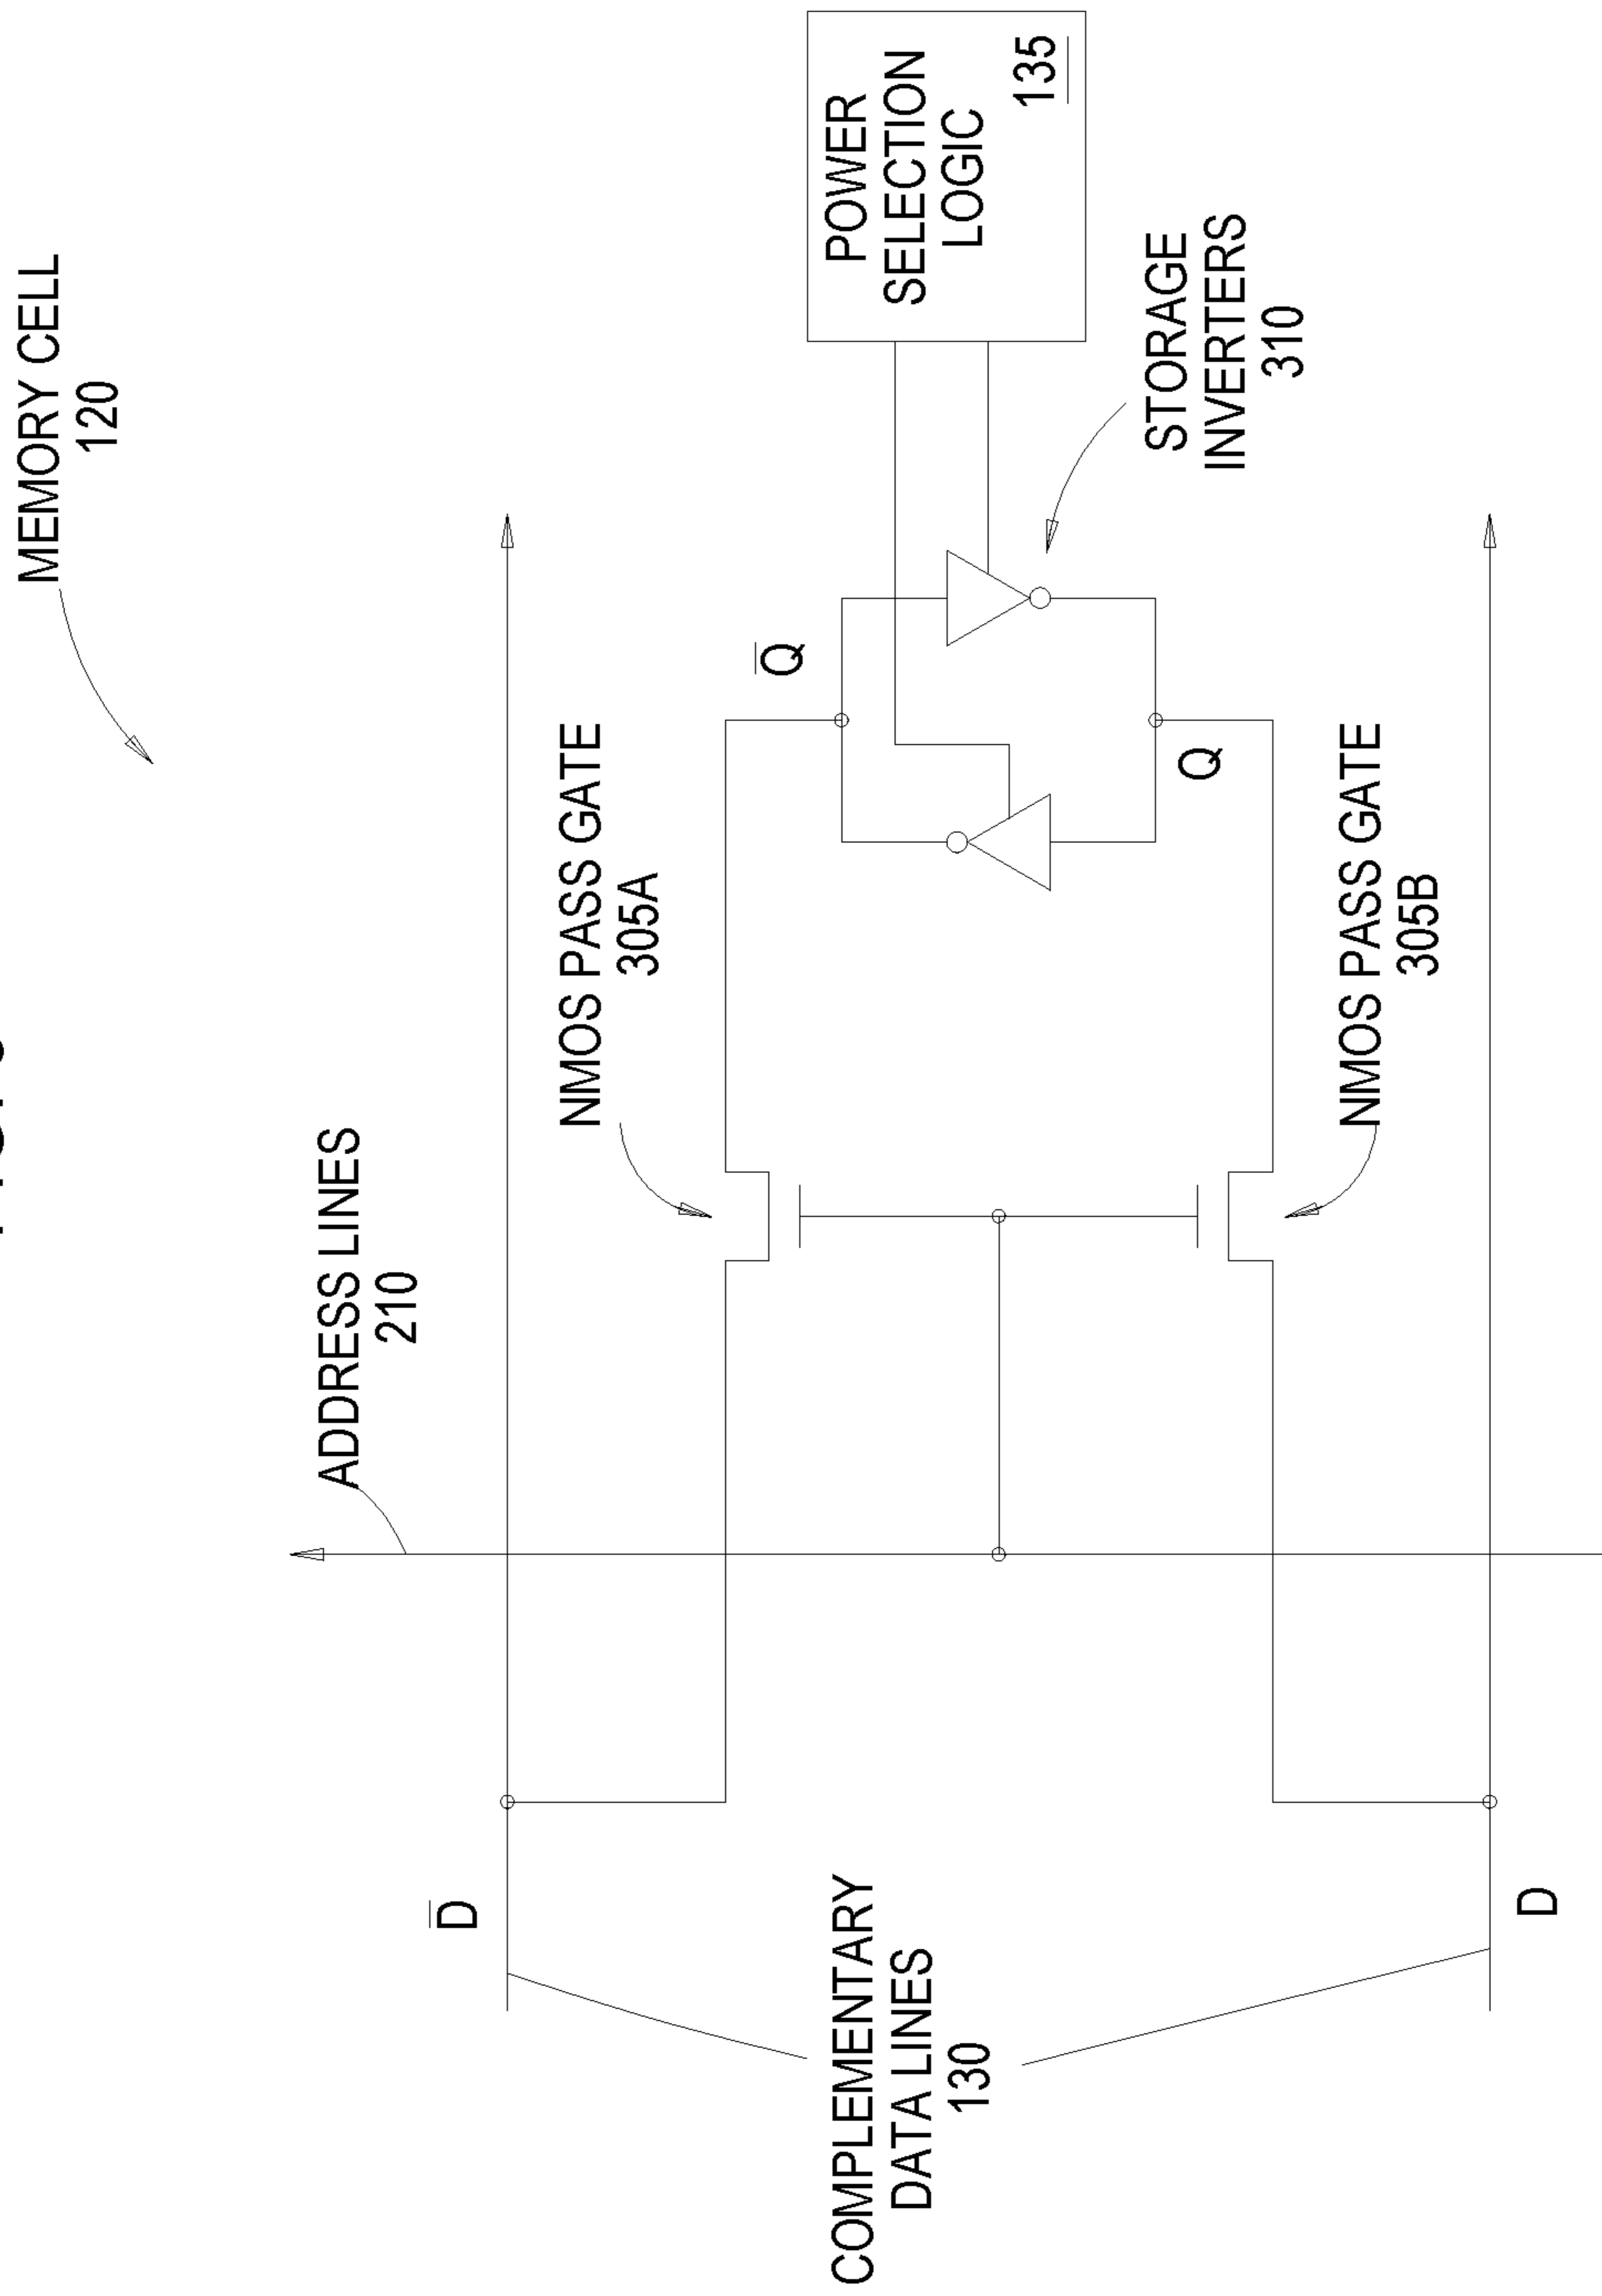 MEMORY CELL
120
ADDRESS LINES
210
D̅
NMOS PASS GATE
305A
Q̅
POWER
SELECTION
LOGIC
135
COMPLEMENTARY
DATA LINES
130
STORAGE
INVERTERS
310
Q
NMOS PASS GATE
305B
D